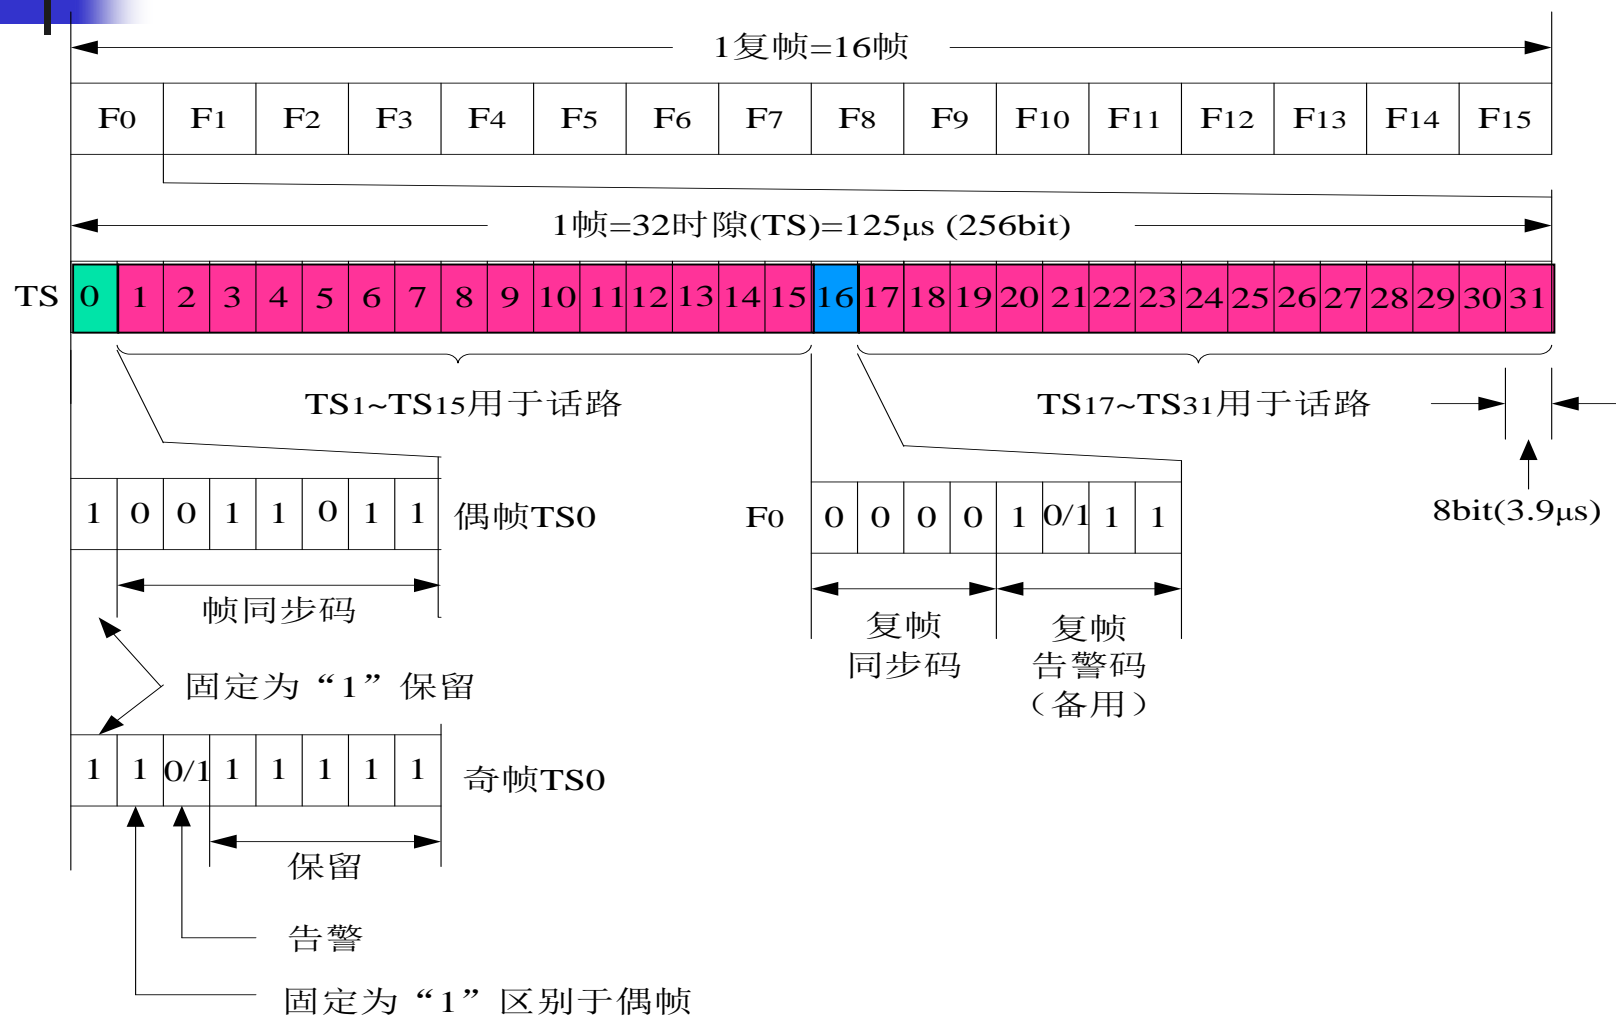 1复帧=16帧
F0 F1 F2 F3 F4 F5 F6 F7 F8 F9 F10 F11 F12 F13 F14 F15
1帧=32时隙(TS)=125μs (256bit)
TS 0 1 2 3 4 5 6 7 8 9 10 11 12 13 14 15 16 17 18 19 20 21 22 23 24 25 26 27 28 29 30 31
TS1~TS15用于话路 TS17~TS31用于话路
1 0 0 1 1 0 1 1 偶帧TS0 F0 0 0 0 0 1 0/1 1 1 8bit(3.9μs)
帧同步码
复帧 复帧
同步码 告警码
(备用)
固定为“1”保留
1 1 0/1 1 1 1 1 1 奇帧TS0
保留
告警
固定为“1”区别于偶帧